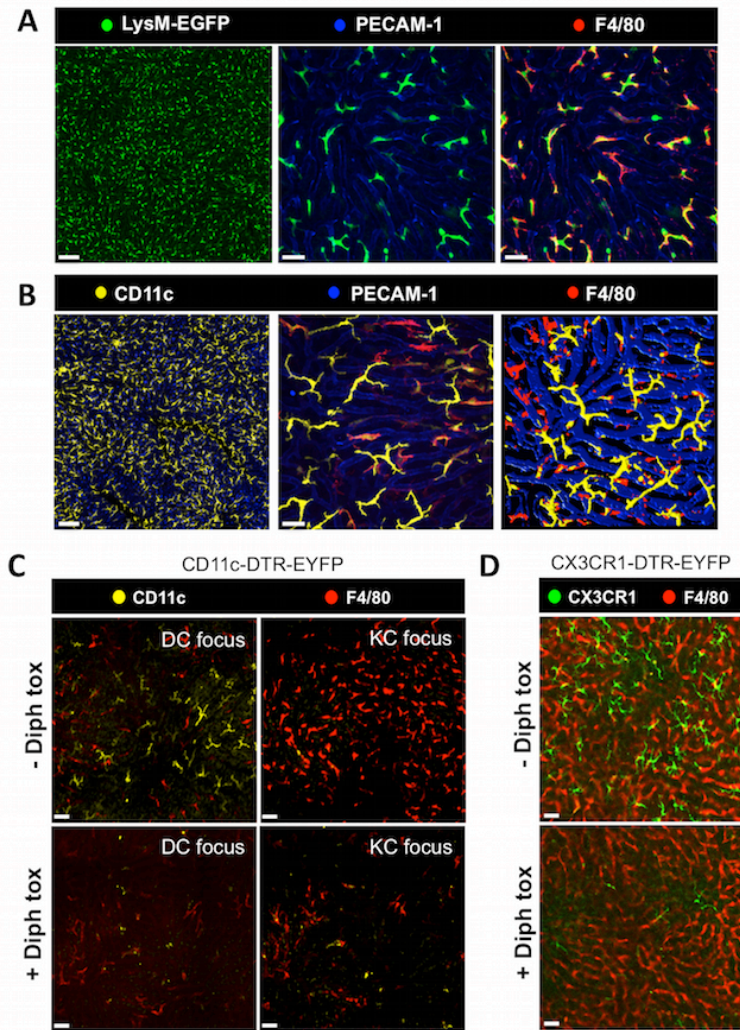 A
LysM-EGFP PECAM-1 F4/80
B
CD11c PECAM-1 F4/80
C
CD11c-DTR-EYFP
CD11c F4/80
- Diph tox
DC focus KC focus
+ Diph tox
DC focus KC focus
D
CX3CR1-DTR-EYFP
CX3CR1 F4/80
- Diph tox
+ Diph tox